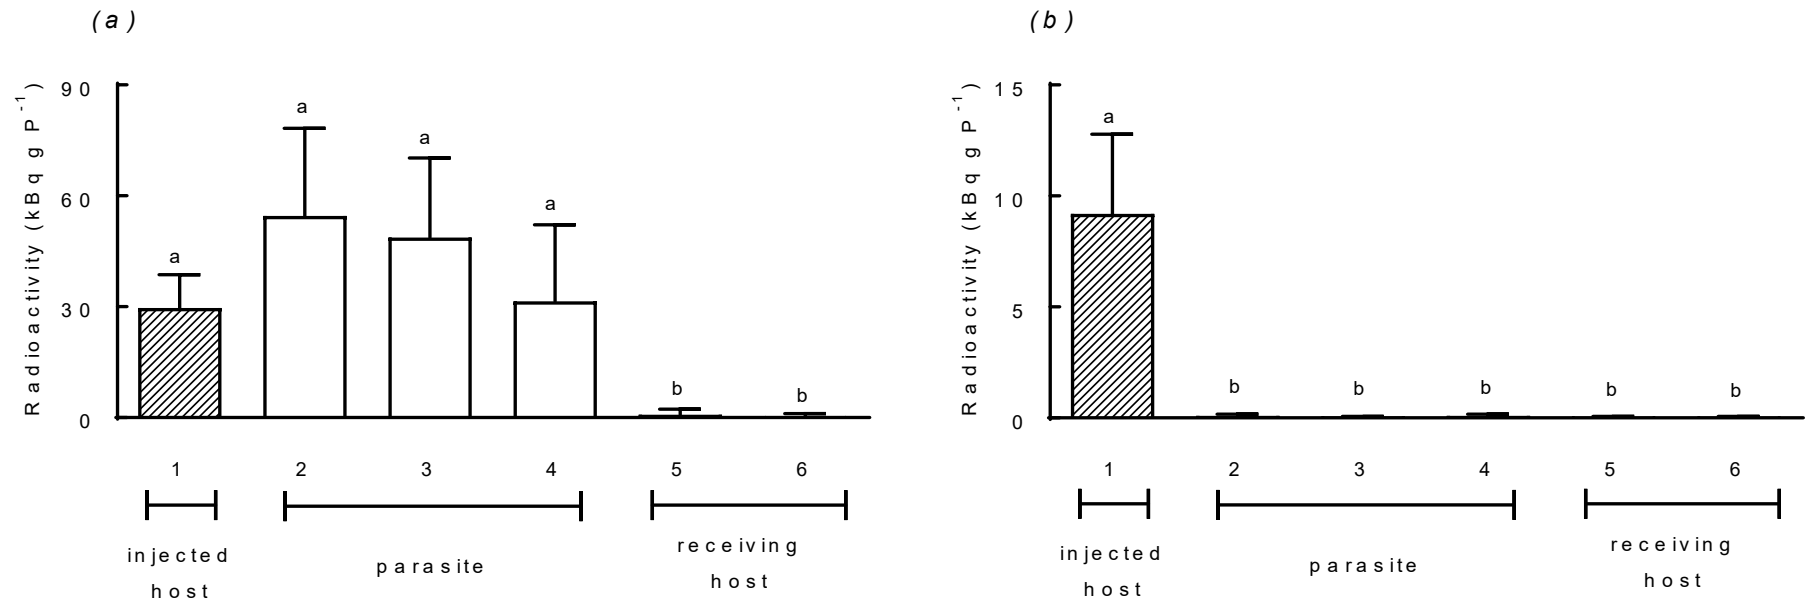 (a)
Radioactivity (kBq g P-1)
90
60
30
0
a
a
a
a
b
b
1 2 3 4 5 6
injected
host
parasite
receiving
host
(b)
Radioactivity (kBq g P-1)
15
10
5
0
a
b
b
b
b
b
1 2 3 4 5 6
injected
host
parasite
receiving
host